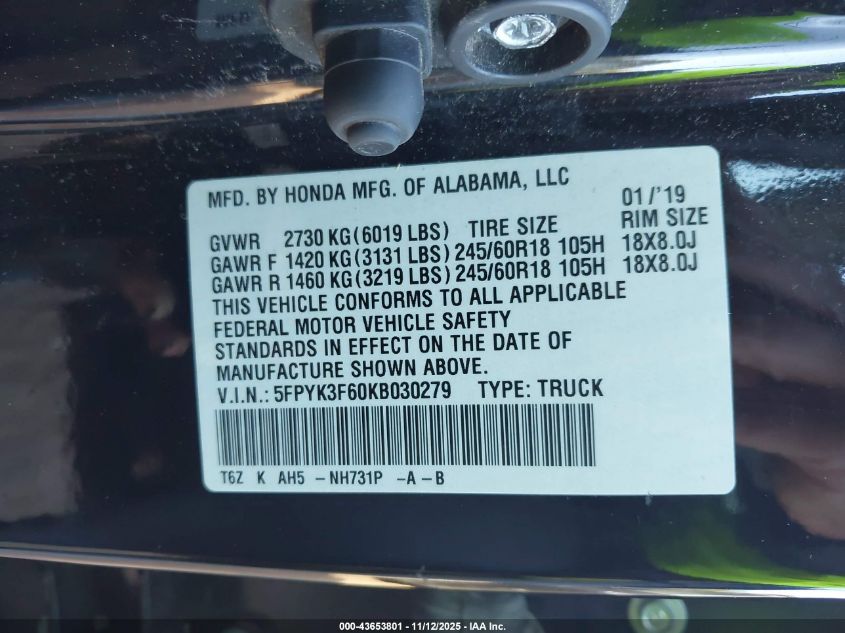 MFD. BY HONDA MFG. OF ALABAMA, LLC 01/'19
GVWR 2730 KG(6019 LBS) TIRE SIZE RIM SIZE
GAWR F 1420 KG(3131 LBS) 245/60R18 105H 18X8.0J
GAWR R 1460 KG(3219 LBS) 245/60R18 105H 18X8.0J
THIS VEHICLE CONFORMS TO ALL APPLICABLE
FEDERAL MOTOR VEHICLE SAFETY
STANDARDS IN EFFECT ON THE DATE OF
MANUFACTURE SHOWN ABOVE.
V.I.N.: 5FPYK3F60KB030279 TYPE: TRUCK
T6Z K AH5 -NH731P -A-B
000-43653801 - 11/12/2025 - IAA Inc.